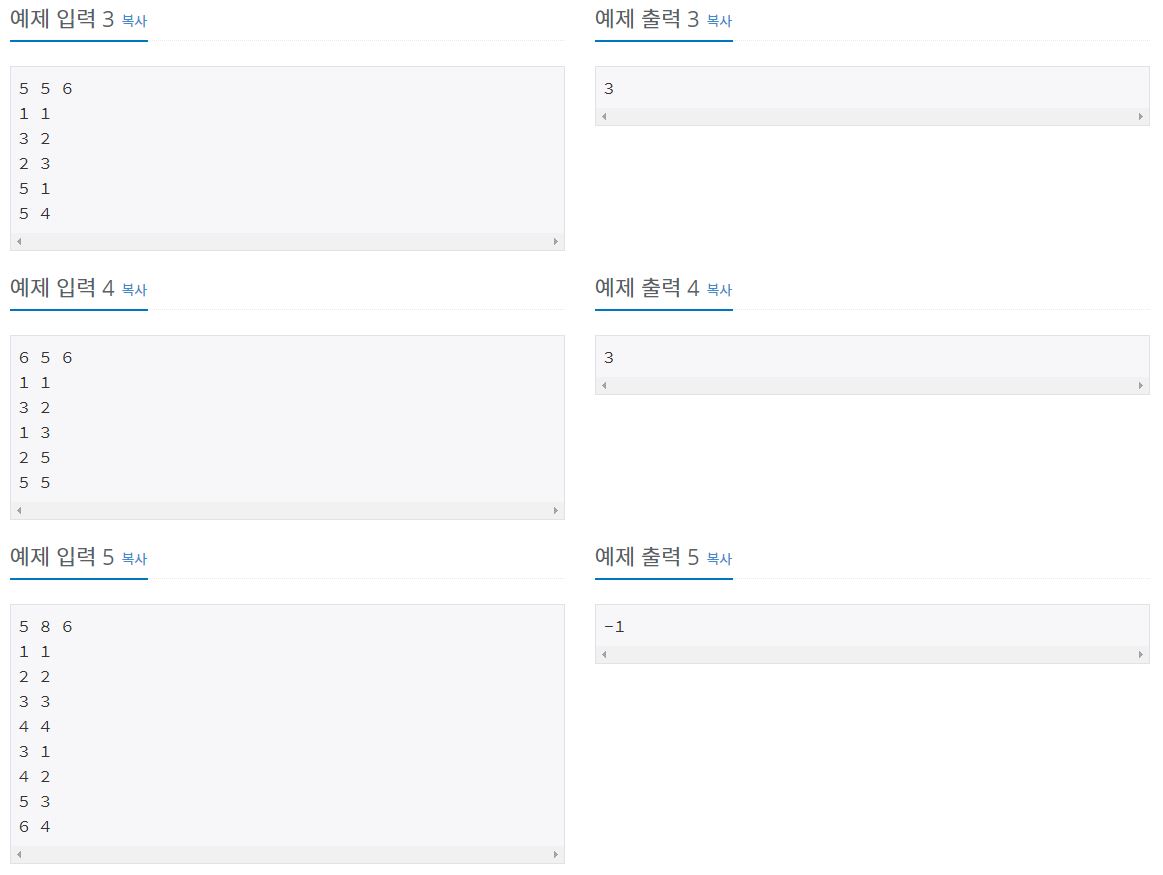 예제 입력 3 복사
5 5 6
1 1
3 2
2 3
5 1
5 4
예제 출력 3 복사
3
예제 입력 4 복사
6 5 6
1 1
3 2
1 3
2 5
5 5
예제 출력 4 복사
3
예제 입력 5 복사
5 8 6
1 1
2 2
3 3
4 4
3 1
4 2
5 3
6 4
예제 출력 5 복사
-1